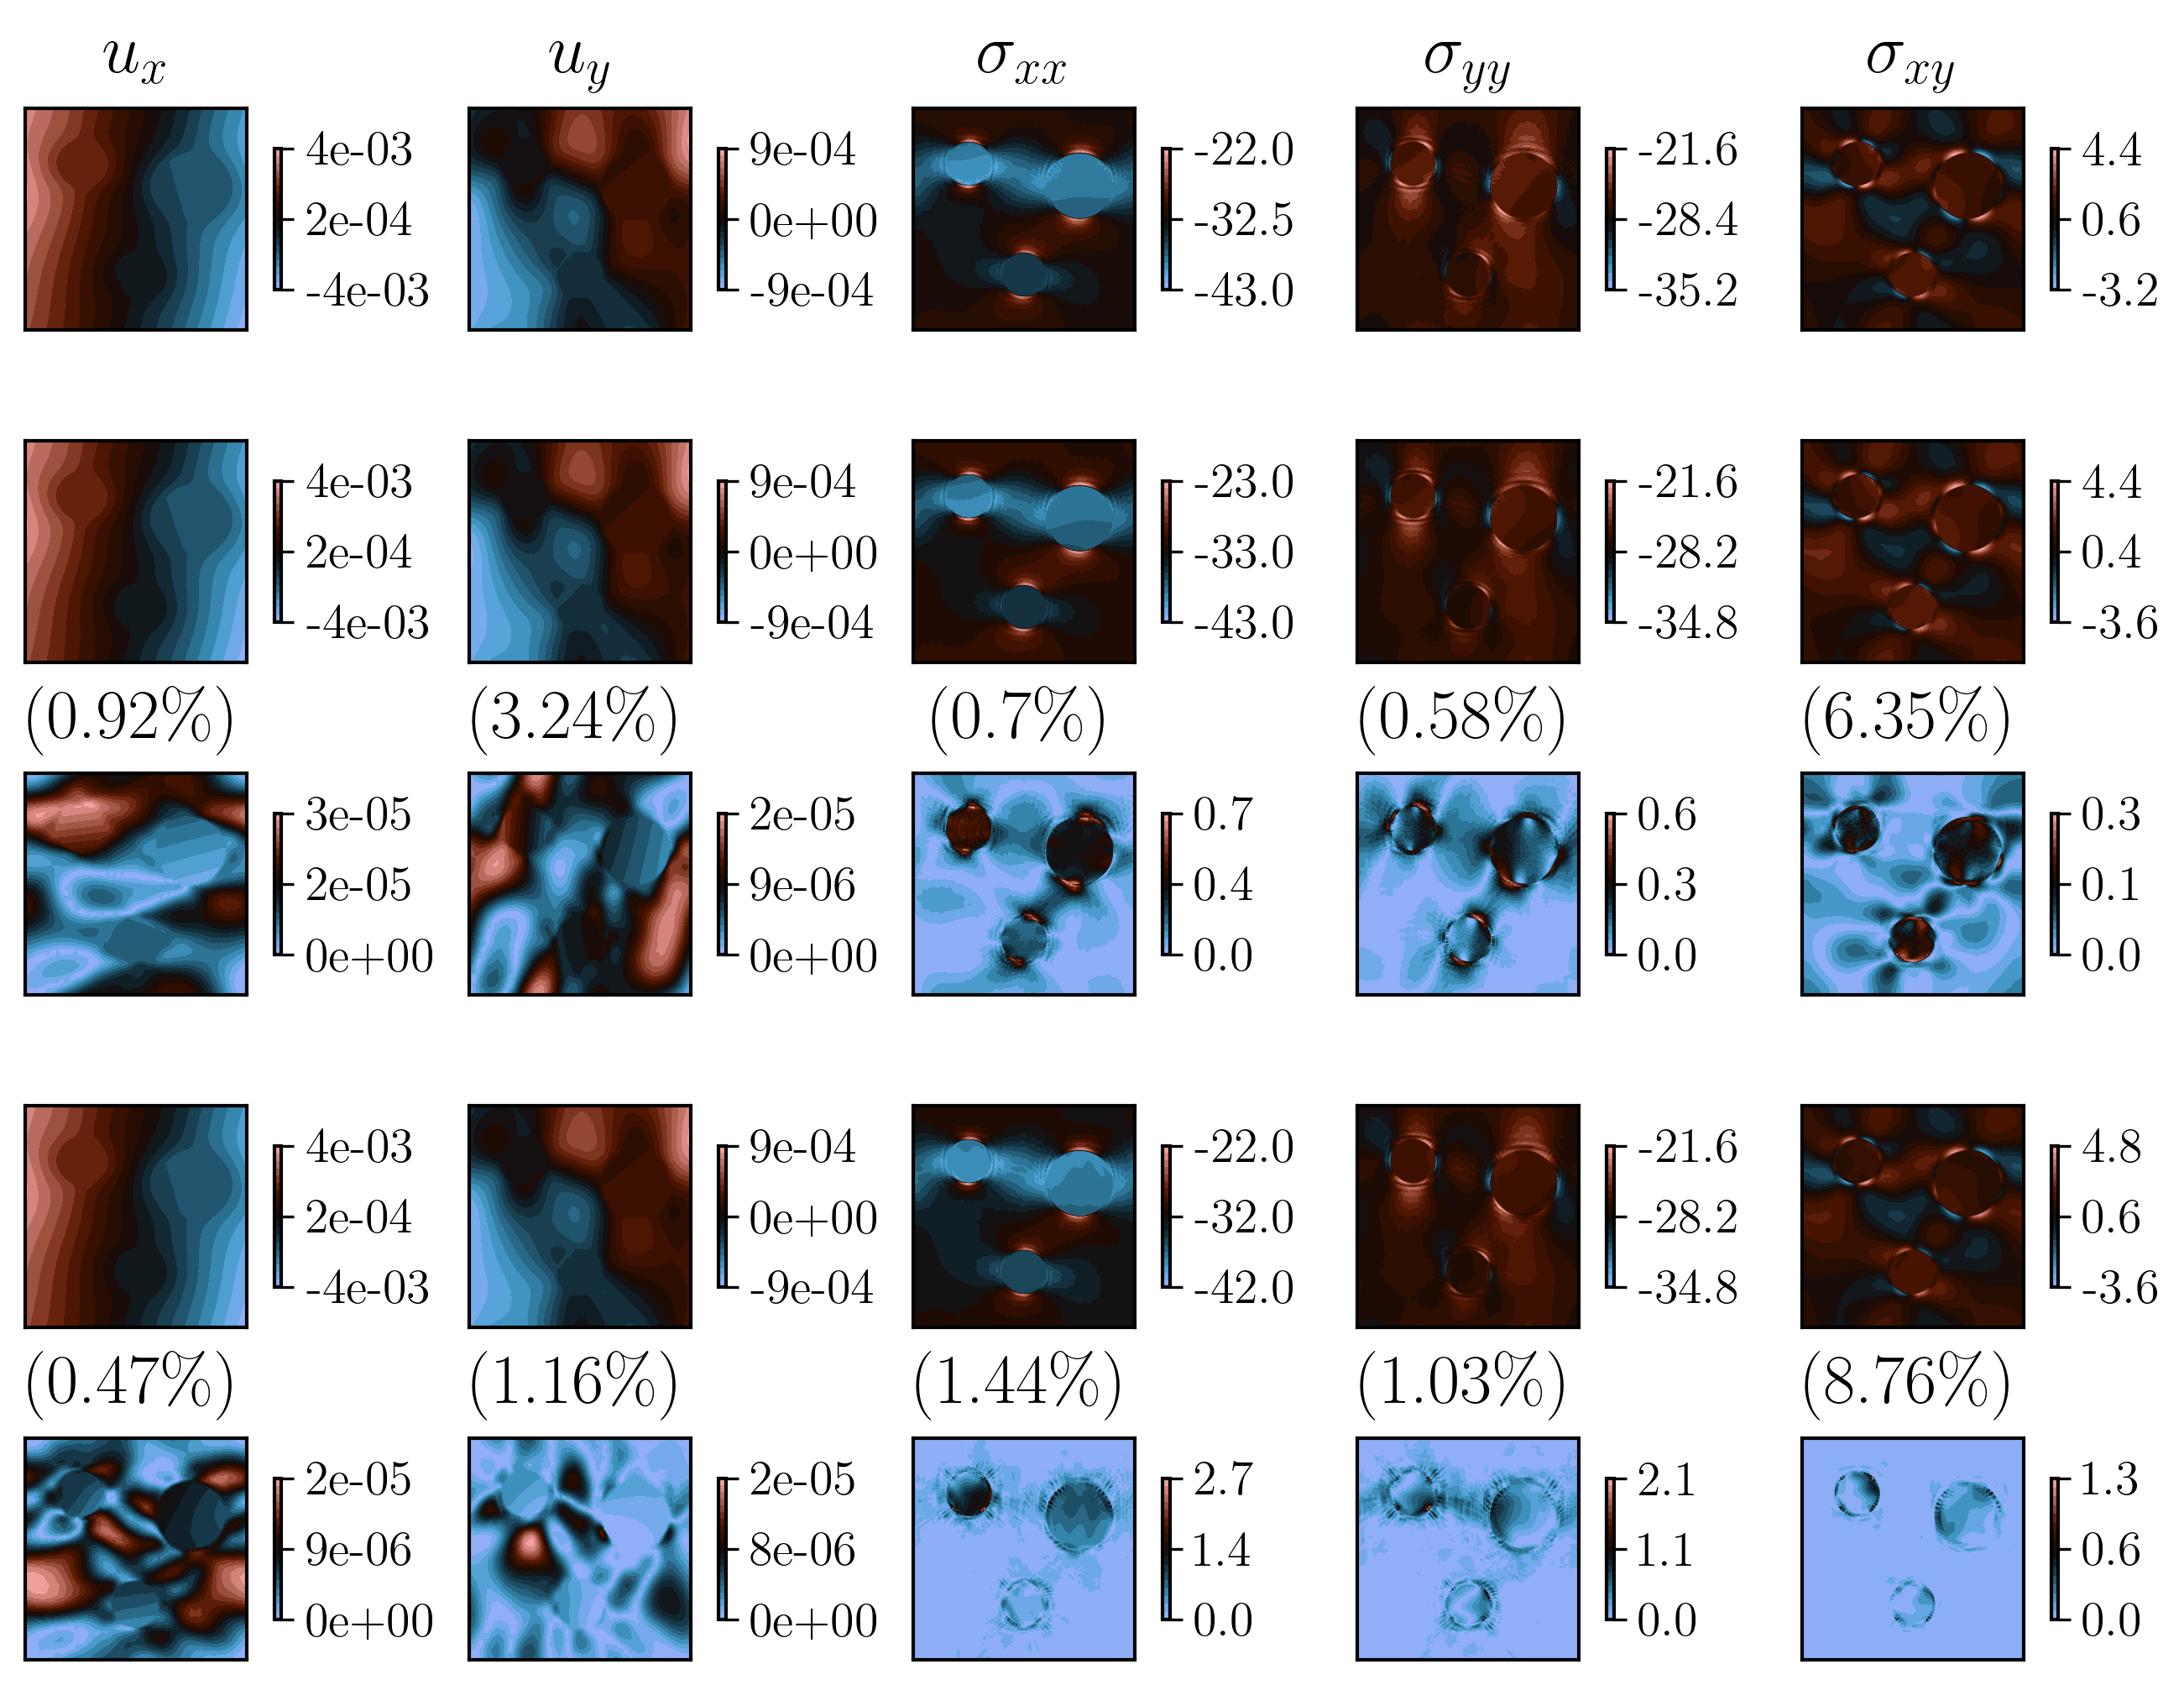 u_x u_y σ_xx σ_yy σ_xy
4e-03 9e-04 -22.0 -21.6 4.4
2e-04 0e+00 -32.5 -28.4 0.6
-4e-03 -9e-04 -43.0 -35.2 -3.2
4e-03 9e-04 -23.0 -21.6 4.4
2e-04 0e+00 -33.0 -28.2 0.4
-4e-03 -9e-04 -43.0 -34.8 -3.6
(0.92%) (3.24%) (0.7%) (0.58%) (6.35%)
3e-05 2e-05 0.7 0.6 0.3
2e-05 9e-06 0.4 0.3 0.1
0e+00 0e+00 0.0 0.0 0.0
4e-03 9e-04 -22.0 -21.6 4.8
2e-04 0e+00 -32.0 -28.2 0.6
-4e-03 -9e-04 -42.0 -34.8 -3.6
(0.47%) (1.16%) (1.44%) (1.03%) (8.76%)
2e-05 2e-05 2.7 2.1 1.3
9e-06 8e-06 1.4 1.1 0.6
0e+00 0e+00 0.0 0.0 0.0